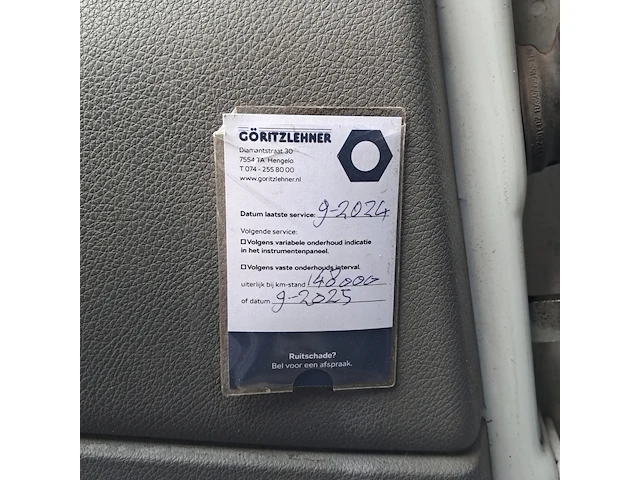 GÖRITZLEHNER
Diamantstraat 30
7554 TA Hengelo
T 074 - 255 80 00
www.goritzlehner.nl
Datum laatste service: 9-2024
Volgende service:
Volgens variabele onderhoud indicatie
in het instrumentenpaneel.
Volgens vaste onderhouds interval.
uiterlijk bij km-stand 148000
of datum 9-2025
Ruitschade?
Bel voor een afspraak.